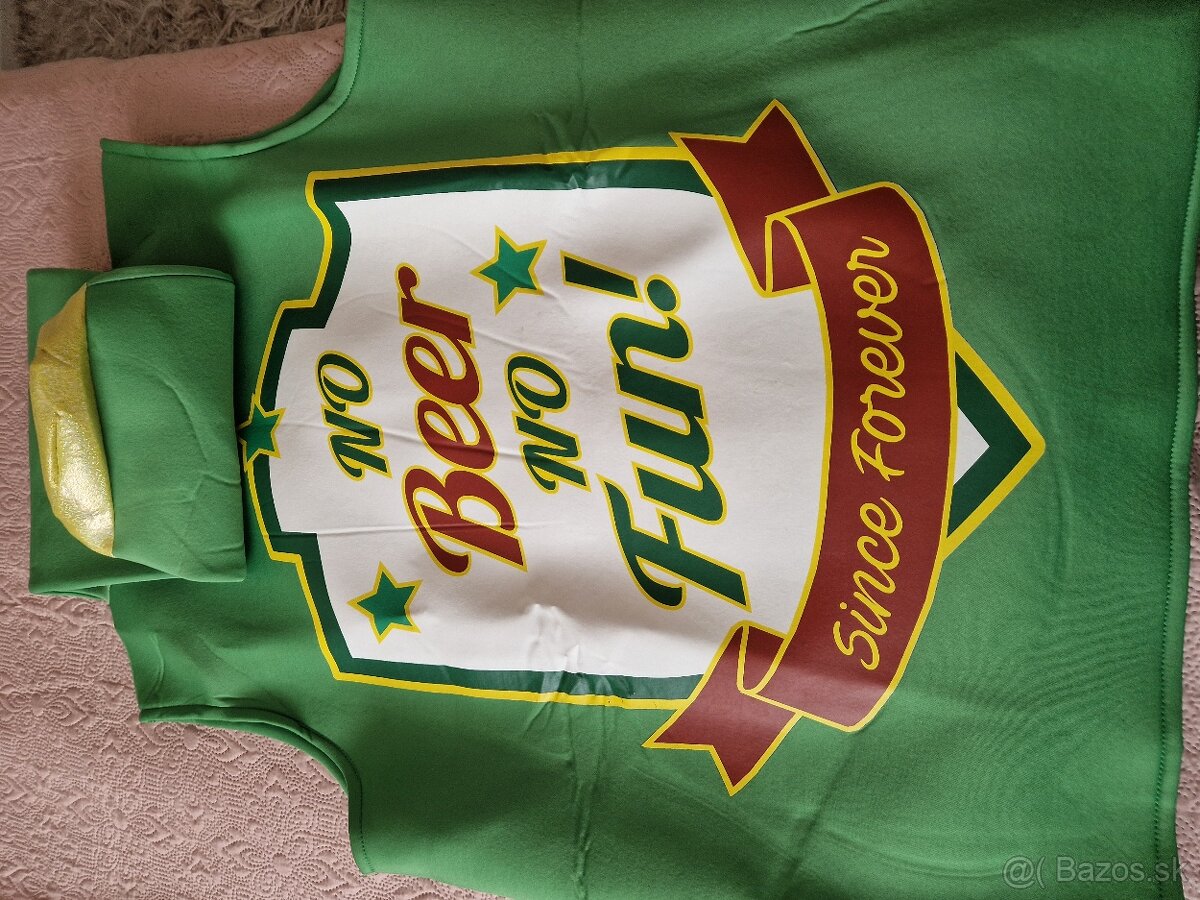 NO
Beer
NO
Fun!
Since Forever
@( Bazos.sk